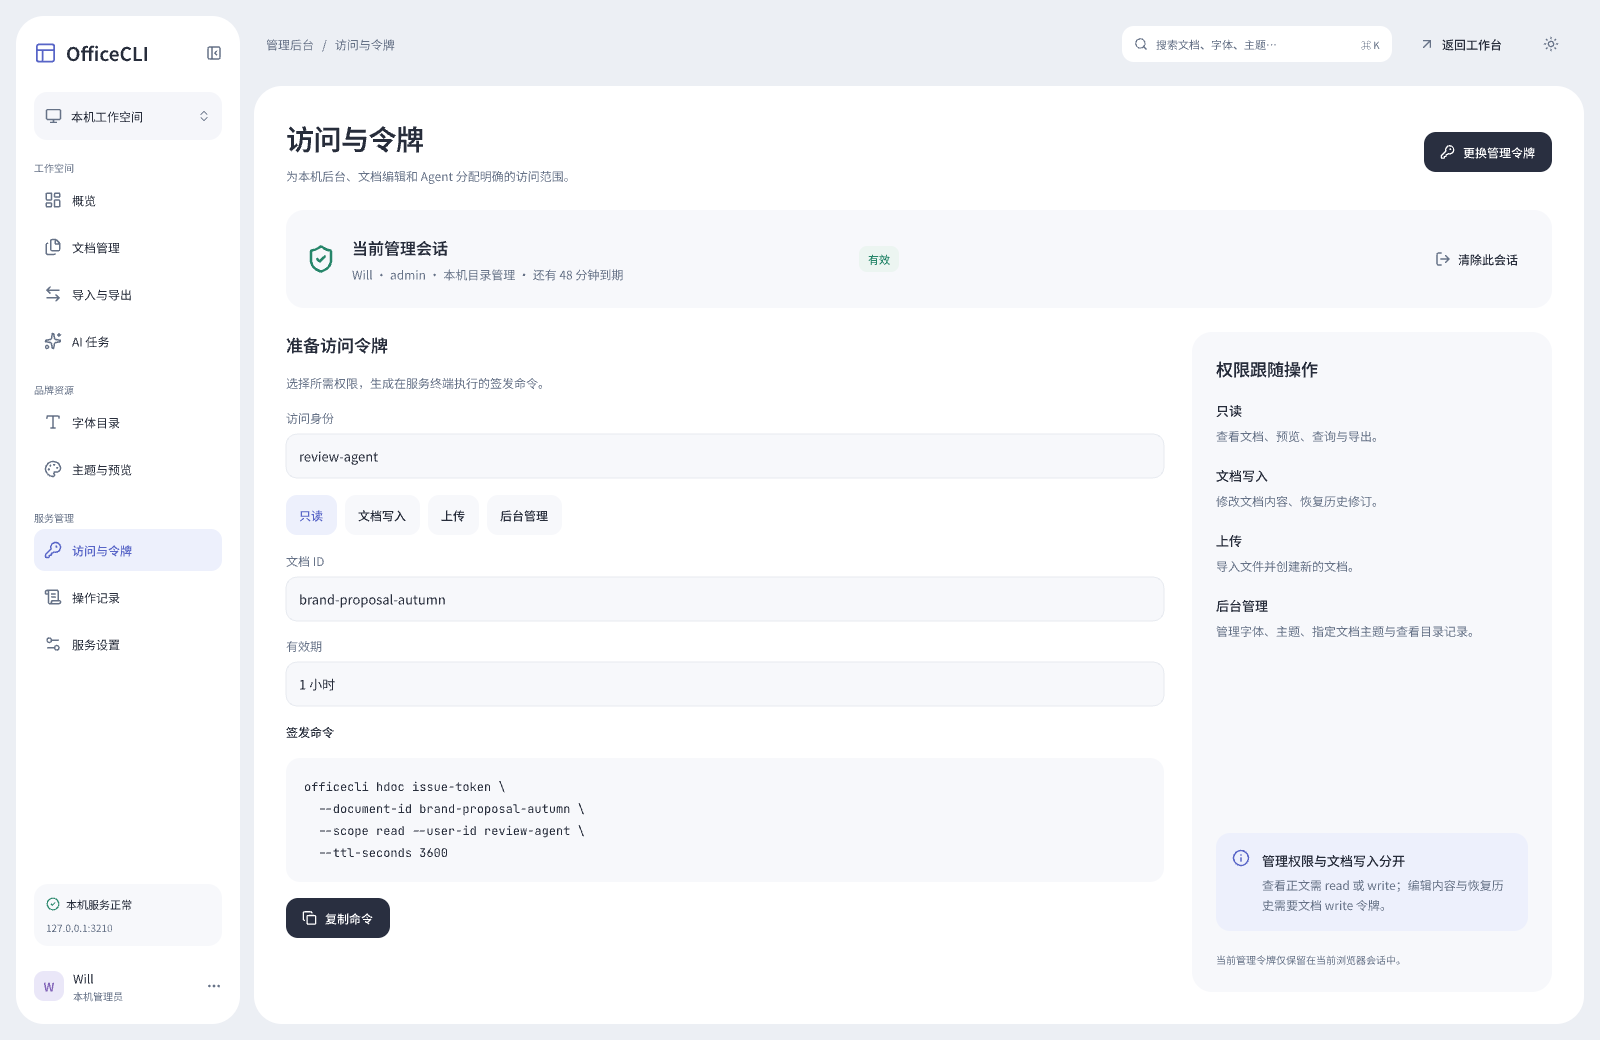 OfficeCLI
本机工作空间
工作空间
概览
文档管理
导入与导出
AI 任务
品牌资源
字体目录
主题与预览
服务管理
访问与令牌
操作记录
服务设置
本机服务正常
127.0.0.1:3210
W
Will
本机管理员
管理后台 / 访问与令牌
搜索文档、字体、主题…
⌘K
返回工作台
访问与令牌
为本机后台、文档编辑和 Agent 分配明确的访问范围。
更换管理令牌
当前管理会话
Will · admin · 本机目录管理 · 还有 48 分钟到期
有效
清除此会话
准备访问令牌
选择所需权限，生成在服务终端执行的签发命令。
访问身份
review-agent
只读 文档写入 上传 后台管理
文档 ID
brand-proposal-autumn
有效期
1 小时
签发命令
officecli hdoc issue-token \
--document-id brand-proposal-autumn \
--scope read --user-id review-agent \
--ttl-seconds 3600
复制命令
权限跟随操作
只读
查看文档、预览、查询与导出。
文档写入
修改文档内容、恢复历史修订。
上传
导入文件并创建新的文档。
后台管理
管理字体、主题、指定文档主题与查看目录记录。
管理权限与文档写入分开
查看正文需 read 或 write；编辑内容与恢复历
史需要文档 write 令牌。
当前管理令牌仅保留在当前浏览器会话中。